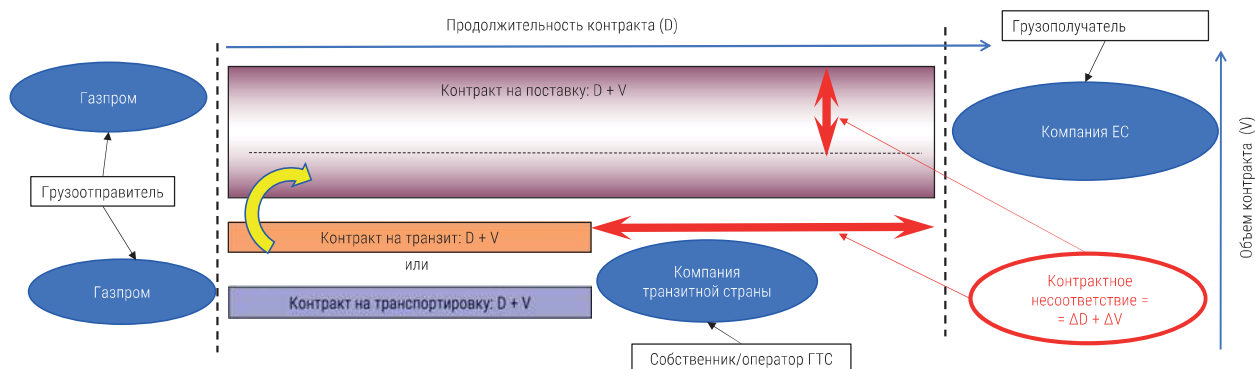 Продолжительность контракта (D)
Грузополучатель
Газпром
Контракт на поставку: D + V
Компания ЕС
Объем контракта (V)
Грузоотправитель
Контракт на транзит: D + V
или
Газпром
Контракт на транспортировку: D + V
Компания
транзитной страны
Контрактное
несоответствие =
= ΔD + ΔV
Собственник/оператор ГТС